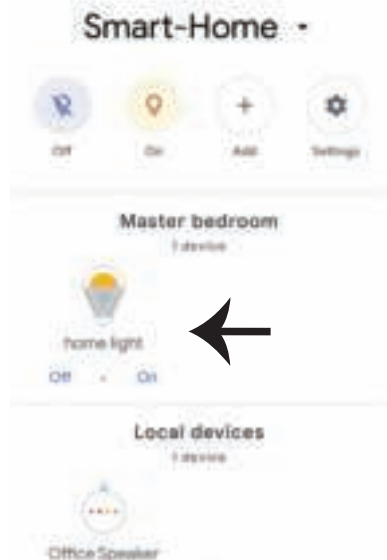 Smart-Home
Off On Add Settings
Master bedroom
1 device
home light
Off On
Local devices
1 device
Office Speaker